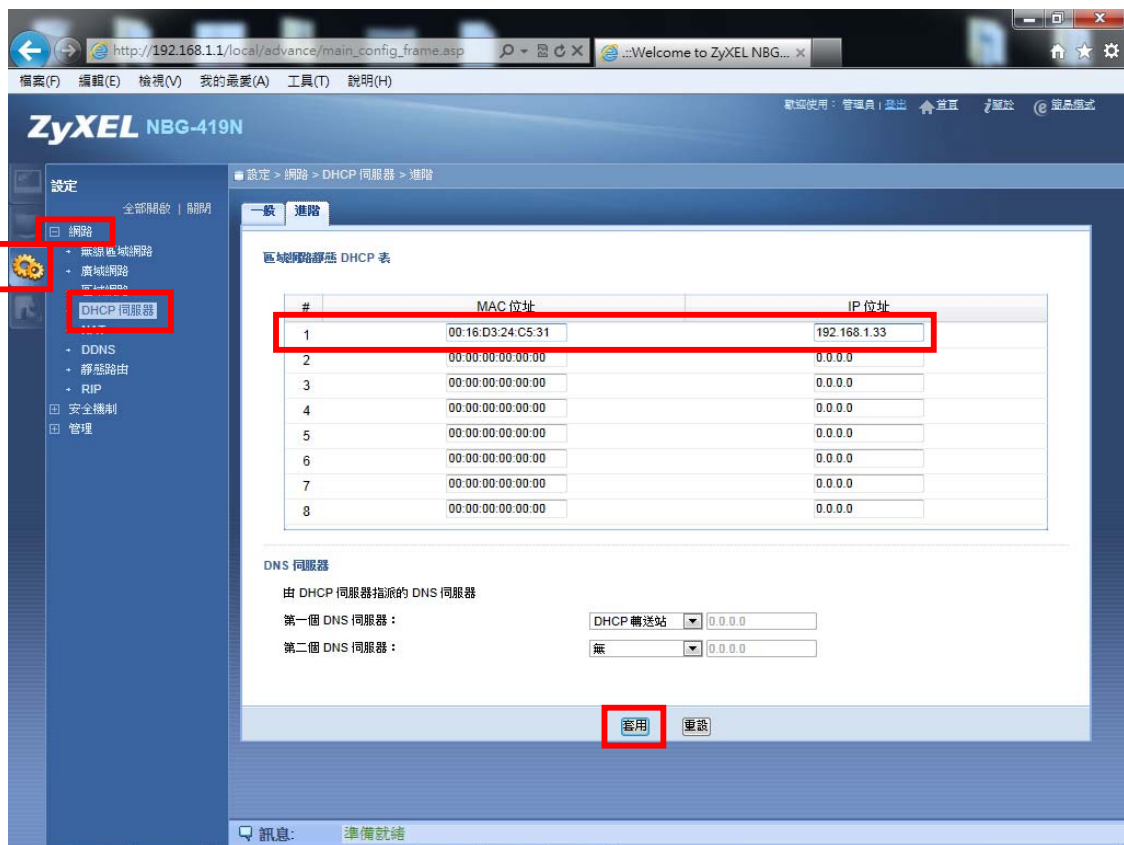 http://192.168.1.1/local/advance/main_config_frame.asp
.::Welcome to ZyXEL NBG...
檔案(F) 編輯(E) 檢視(V) 我的最愛(A) 工具(T) 說明(H)
歡迎使用： 管理員 | 登出 首頁 關於 簡易模式
ZyXEL NBG-419N
設定 > 網路 > DHCP 伺服器 > 進階
設定
全部開啟 | 關閉
網路
無線區域網路
廣域網路
區域網路
DHCP 伺服器
NAT
DDNS
靜態路由
RIP
安全機制
管理
一般 進階
區域網路靜態 DHCP 表
# MAC 位址 IP 位址
1 00:16:D3:24:C5:31 192.168.1.33
2 00:00:00:00:00:00 0.0.0.0
3 00:00:00:00:00:00 0.0.0.0
4 00:00:00:00:00:00 0.0.0.0
5 00:00:00:00:00:00 0.0.0.0
6 00:00:00:00:00:00 0.0.0.0
7 00:00:00:00:00:00 0.0.0.0
8 00:00:00:00:00:00 0.0.0.0
DNS 伺服器
由 DHCP 伺服器指派的 DNS 伺服器
第一個 DNS 伺服器： DHCP 轉送站 0.0.0.0
第二個 DNS 伺服器： 無 0.0.0.0
套用 重設
訊息: 準備就緒